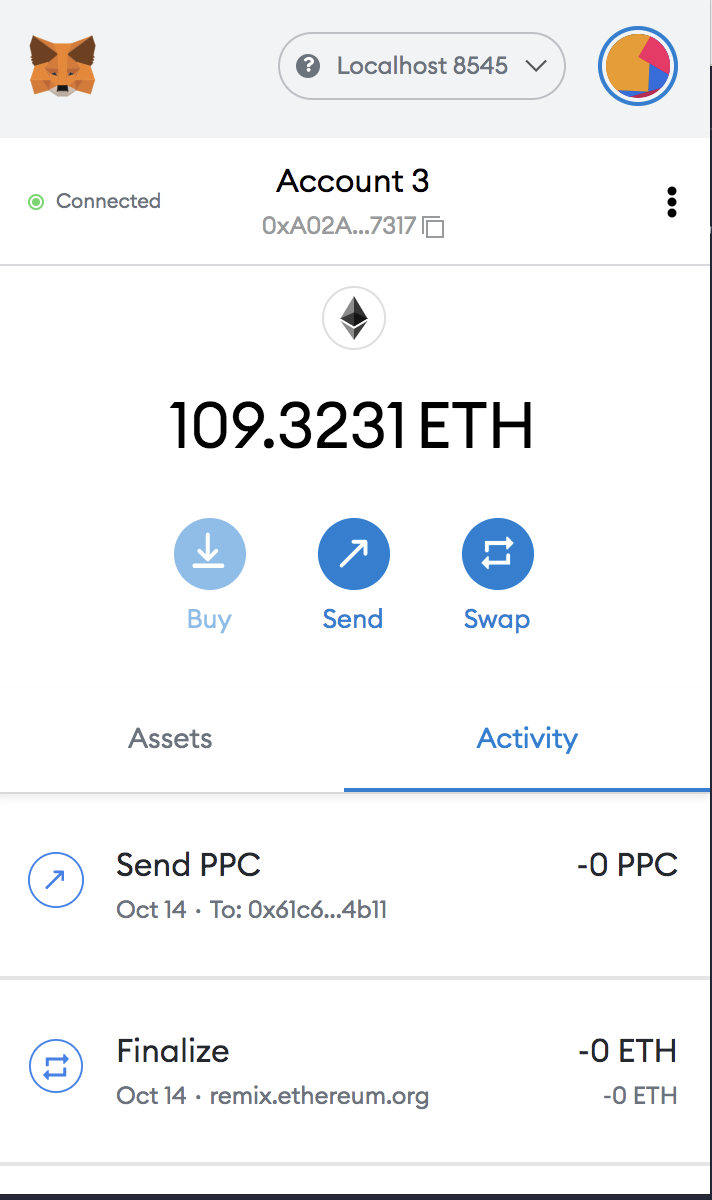 ? Localhost 8545
Connected
Account 3
0xA02A...7317
109.3231 ETH
Buy Send Swap
Assets Activity
Send PPC -0 PPC
Oct 14 · To: 0x61c6...4b11
Finalize -0 ETH
Oct 14 · remix.ethereum.org -0 ETH